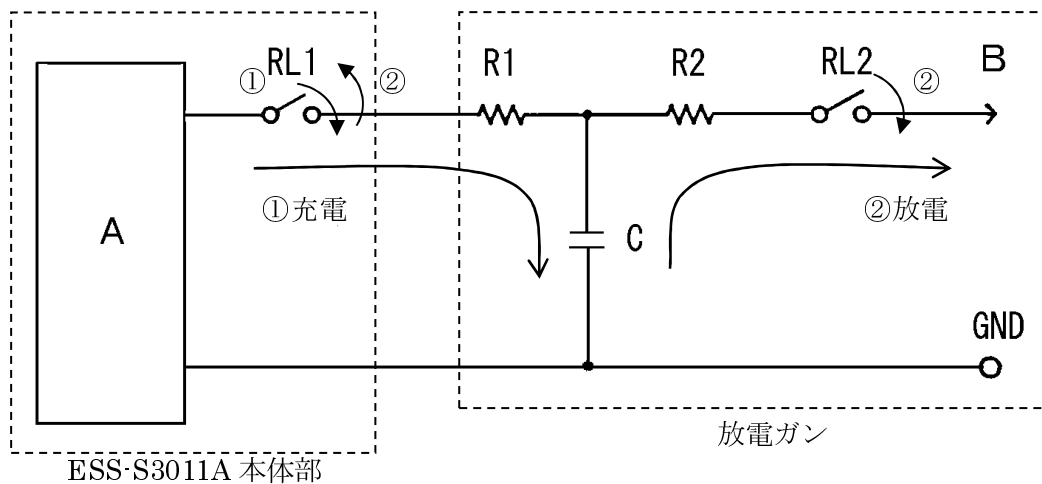 RL1
①
②
R1
R2
RL2
②
B
①充電
②放電
A
C
GND
放電ガン
ESS-S3011A 本体部